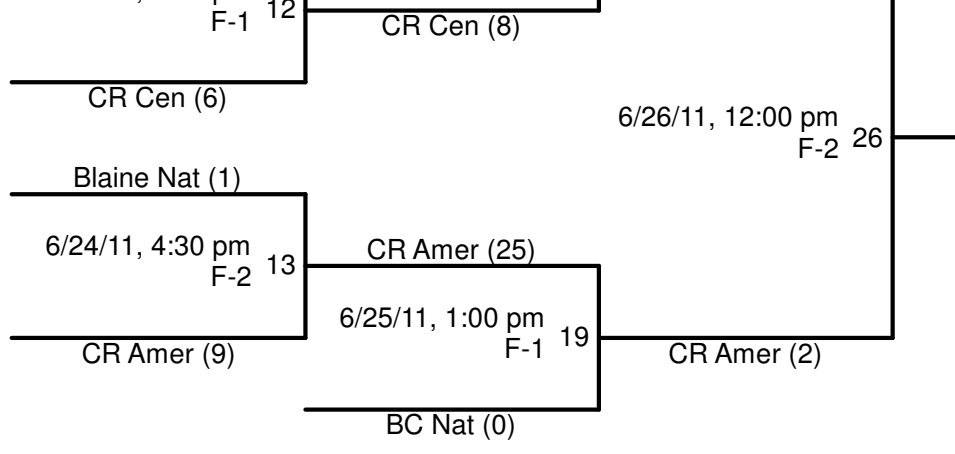 F-1 12
CR Cen (8)
CR Cen (6)
6/26/11, 12:00 pm
F-2 26
Blaine Nat (1)
6/24/11, 4:30 pm
F-2 13
CR Amer (25)
6/25/11, 1:00 pm
F-1 19
CR Amer (9)
CR Amer (2)
BC Nat (0)